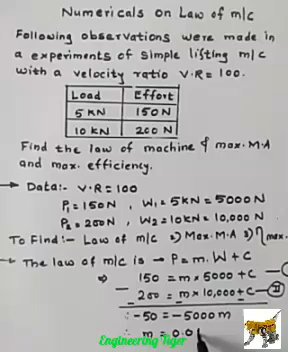 Numericals on Law of m/c
Following observations were made in
a experiments of simple lifting m/c
with a velocity ratio V.R = 100.
Load Effort
5 KN 150N
10 KN 200 N
Find the law of machine & max. M.A
and max. efficiency.
→ Data:- V.R = 100
P₁ = 150N , W₁ = 5KN = 5000 N
P₂ = 200N , W₂ = 10KN = 10,000 N
To Find:- Law of m/c 2) Max. M.A 3) η max.
→ The law of m/c is → P = m.W + C
⇒ 150 = m × 5000 + C — I
200 = m × 10,000 + C — II
∴ -50 = -5000 m
∴ m = 0.01
Engineering Tiger